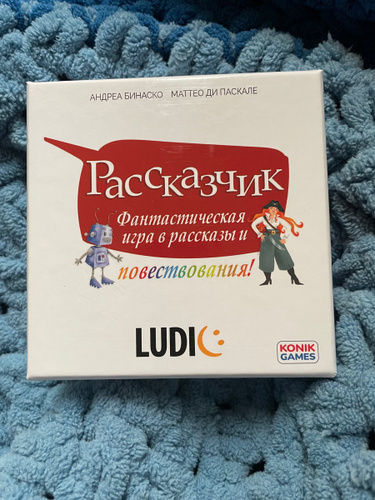 АНДРЕА БИНАСКО МАТТЕО ДИ ПАСКАЛЕ
Рассказчик
Фантастическая
игра в рассказы и
повествования!
LUDIC
KONIK
GAMES